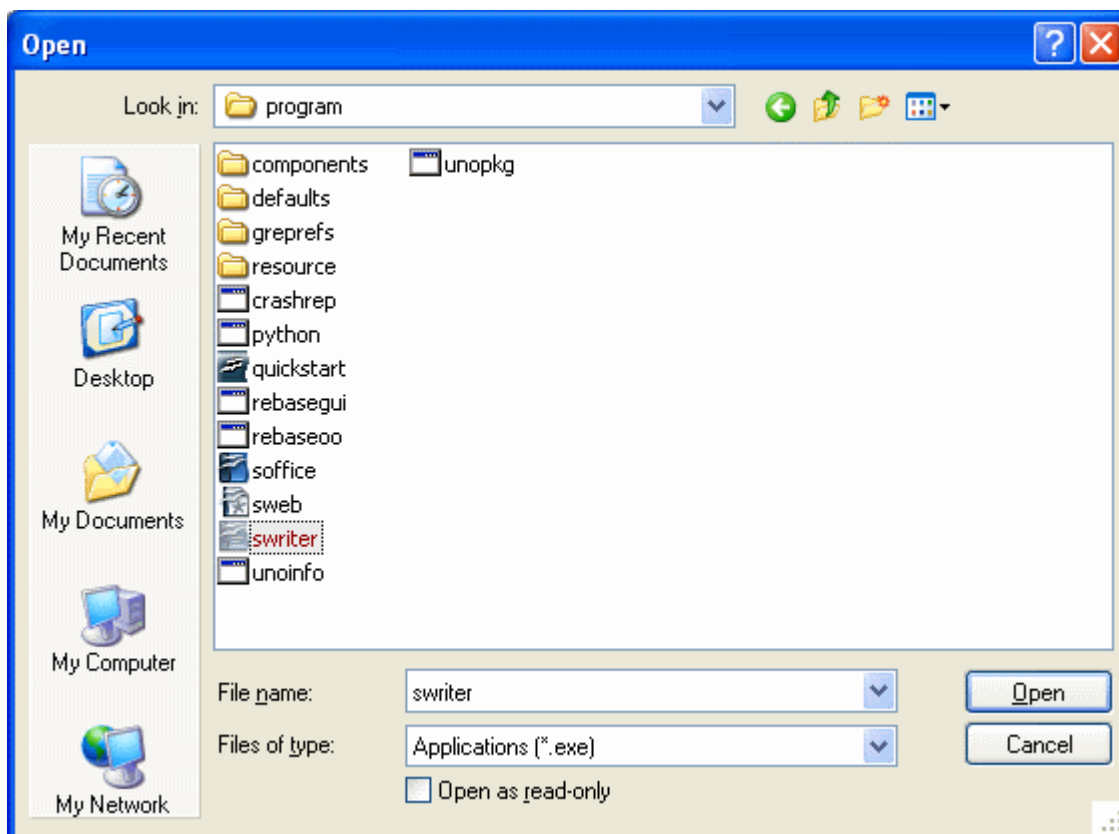 Open
Look in:
program
My Recent
Documents
Desktop
My Documents
My Computer
My Network
components
defaults
greprefs
resource
crashrep
python
quickstart
rebasegui
rebaseoo
soffice
sweb
swriter
unoinfo
unopkg
File name:
swriter
Open
Files of type:
Applications (*.exe)
Cancel
Open as read-only